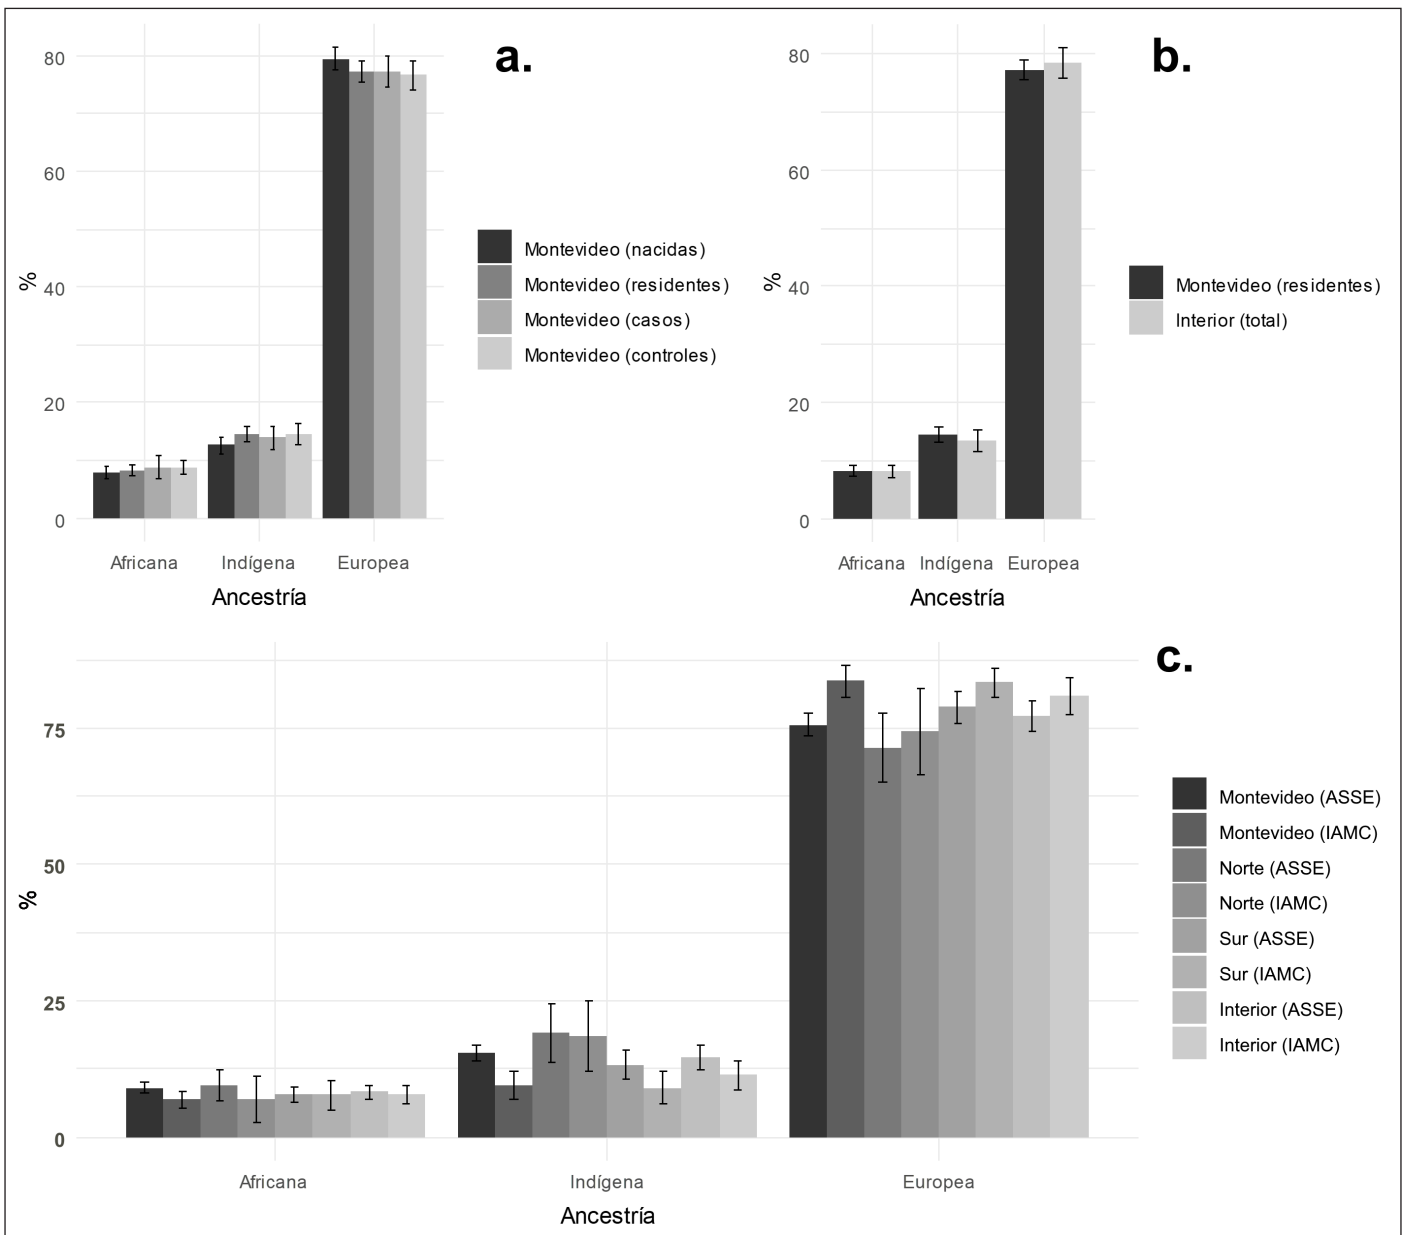 a.
80
60
40
20
0
%
Africana
Indígena
Europea
Ancestría
Montevideo (nacidas)
Montevideo (residentes)
Montevideo (casos)
Montevideo (controles)
b.
80
60
40
20
0
%
Africana
Indígena
Europea
Ancestría
Montevideo (residentes)
Interior (total)
c.
75
50
25
0
%
Africana
Indígena
Europea
Ancestría
Montevideo (ASSE)
Montevideo (IAMC)
Norte (ASSE)
Norte (IAMC)
Sur (ASSE)
Sur (IAMC)
Interior (ASSE)
Interior (IAMC)